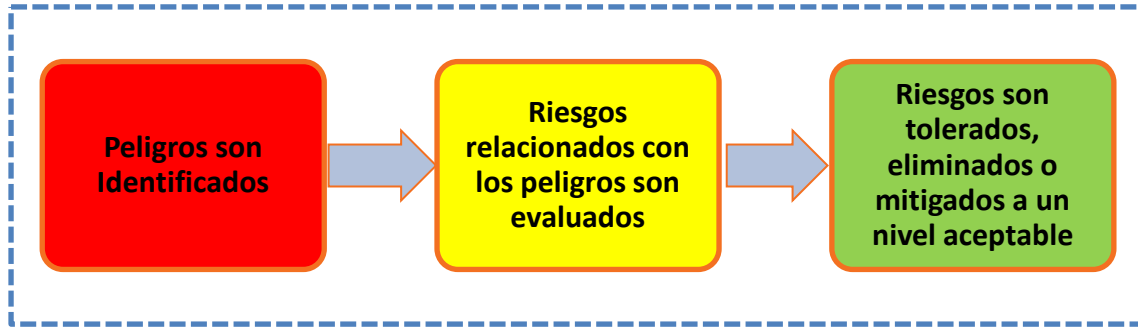 Peligros son
Identificados
Riesgos
relacionados con
los peligros son
evaluados
Riesgos son
tolerados,
eliminados o
mitigados a un
nivel aceptable